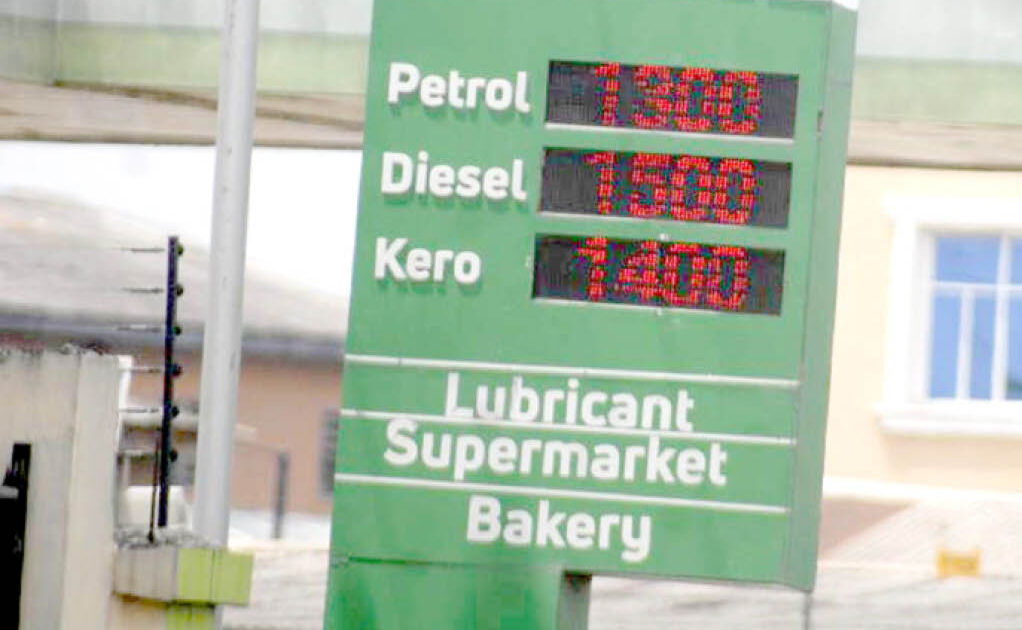 Petrol 1300
Diesel 1500
Kero 1400
Lubricant
Supermarket
Bakery